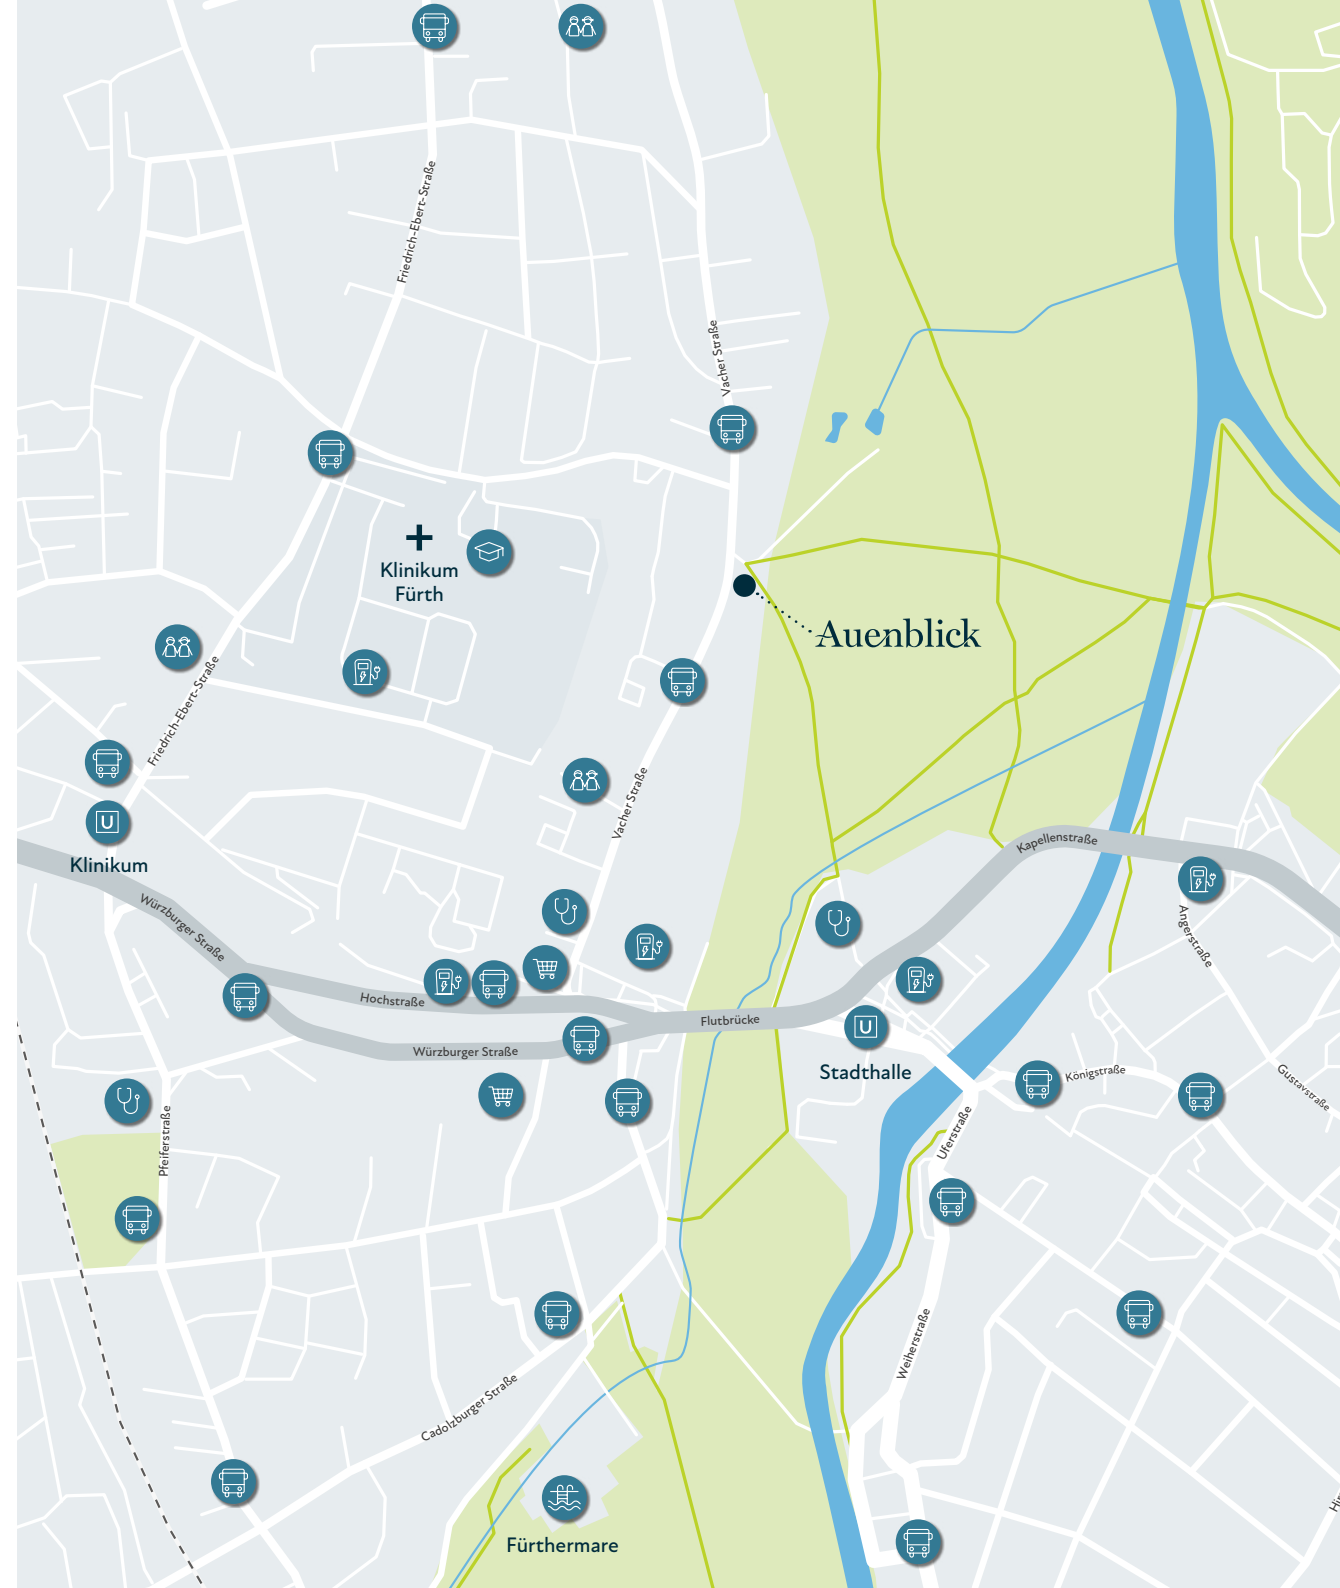 Friedrich-Ebert-Straße
Vacher Straße
Klinikum
Fürth
Auenblick
Friedrich-Ebert-Straße
Vacher Straße
U
Klinikum
Kapellenstraße
Würzburger Straße
Angerstraße
Hochstraße
Flutbrücke
U
Würzburger Straße
Stadthalle
Königstraße
Gustavstraße
Pfeiferstraße
Uferstraße
Weiherstraße
Cadolzburger Straße
Fürthermare